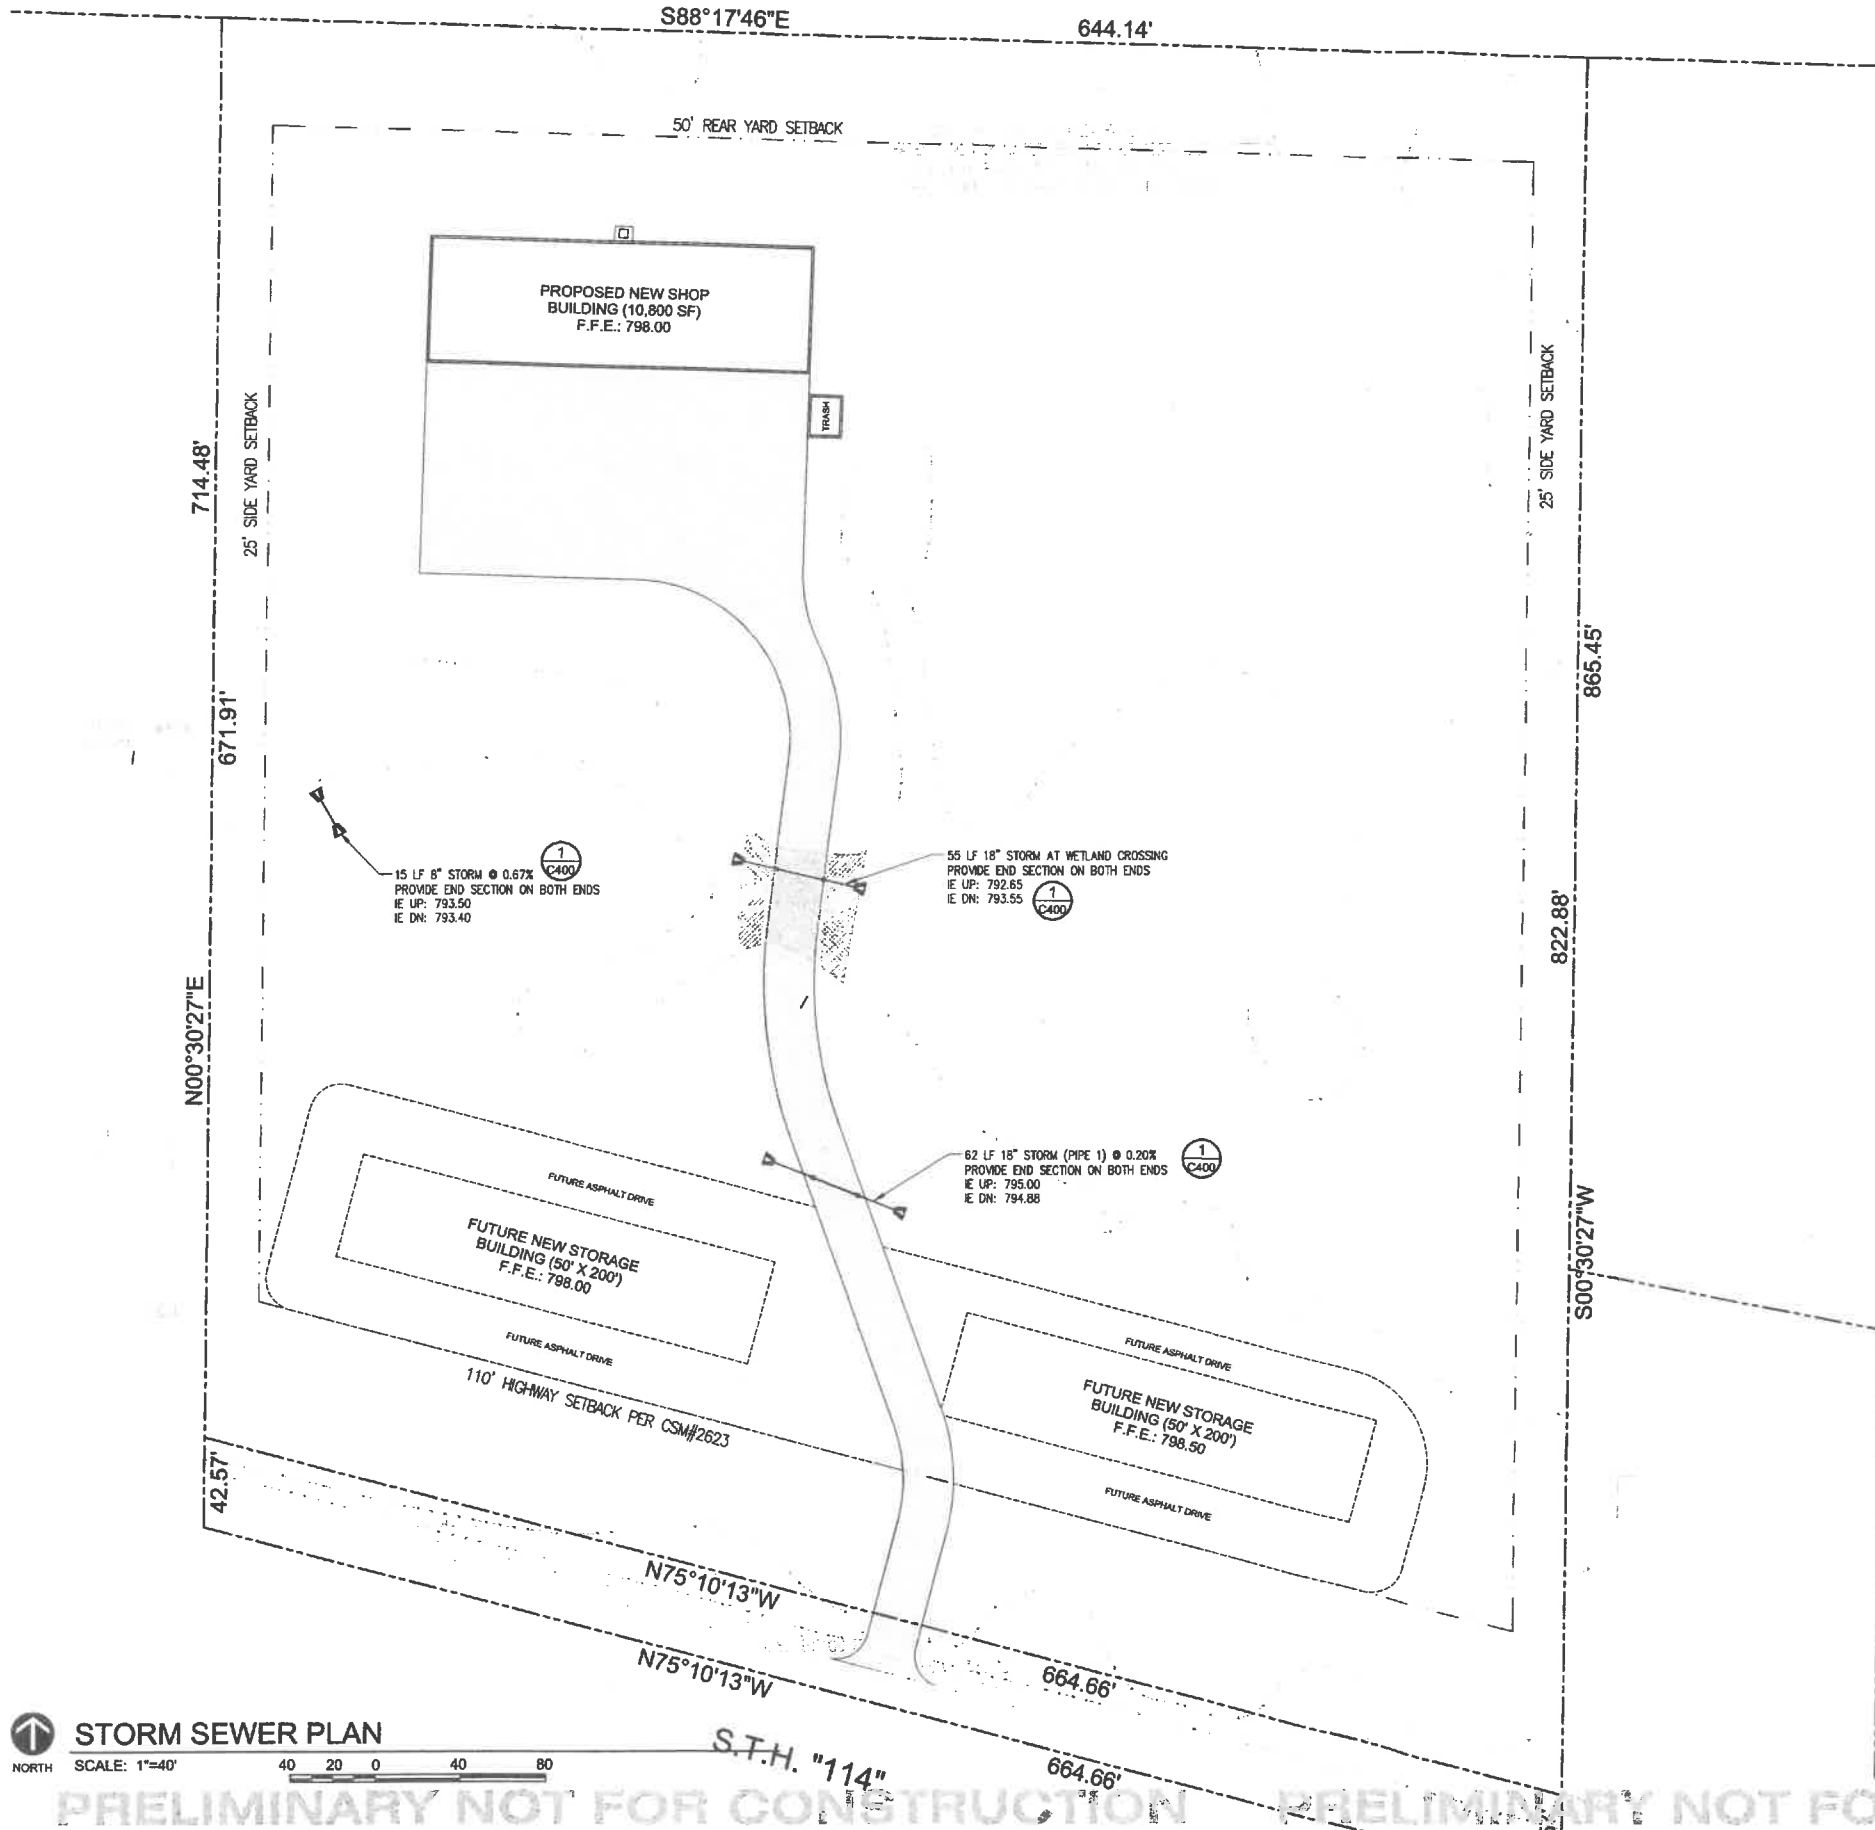 S88°17'46"E
644.14'
50' REAR YARD SETBACK
PROPOSED NEW SHOP
BUILDING (10,800 SF)
F.F.E.: 798.00
TRASH
25' SIDE YARD SETBACK
25' SIDE YARD SETBACK
714.48'
671.91'
865.45'
822.88'
15 LF 8" STORM @ 0.67%
PROVIDE END SECTION ON BOTH ENDS
IE UP: 793.50
IE DN: 793.40
1
C400
55 LF 18" STORM AT WETLAND CROSSING
PROVIDE END SECTION ON BOTH ENDS
IE UP: 792.65
IE DN: 793.55
1
C400
N00°30'27"E
62 LF 18" STORM (PIPE 1) @ 0.20%
PROVIDE END SECTION ON BOTH ENDS
IE UP: 795.00
IE DN: 794.88
1
C400
FUTURE ASPHALT DRIVE
FUTURE NEW STORAGE
BUILDING (50' X 200')
F.F.E.: 798.00
FUTURE ASPHALT DRIVE
S00°30'27"W
110' HIGHWAY SETBACK PER CSM#2623
FUTURE ASPHALT DRIVE
FUTURE NEW STORAGE
BUILDING (50' X 200')
F.F.E.: 798.50
FUTURE ASPHALT DRIVE
42.57'
N75°10'13"W
664.66'
N75°10'13"W
664.66'
S.T.H. "114"
NORTH
STORM SEWER PLAN
SCALE: 1"=40'
40 20 0 40 80
PRELIMINARY NOT FOR CONSTRUCTION PRELIMINARY NOT FO